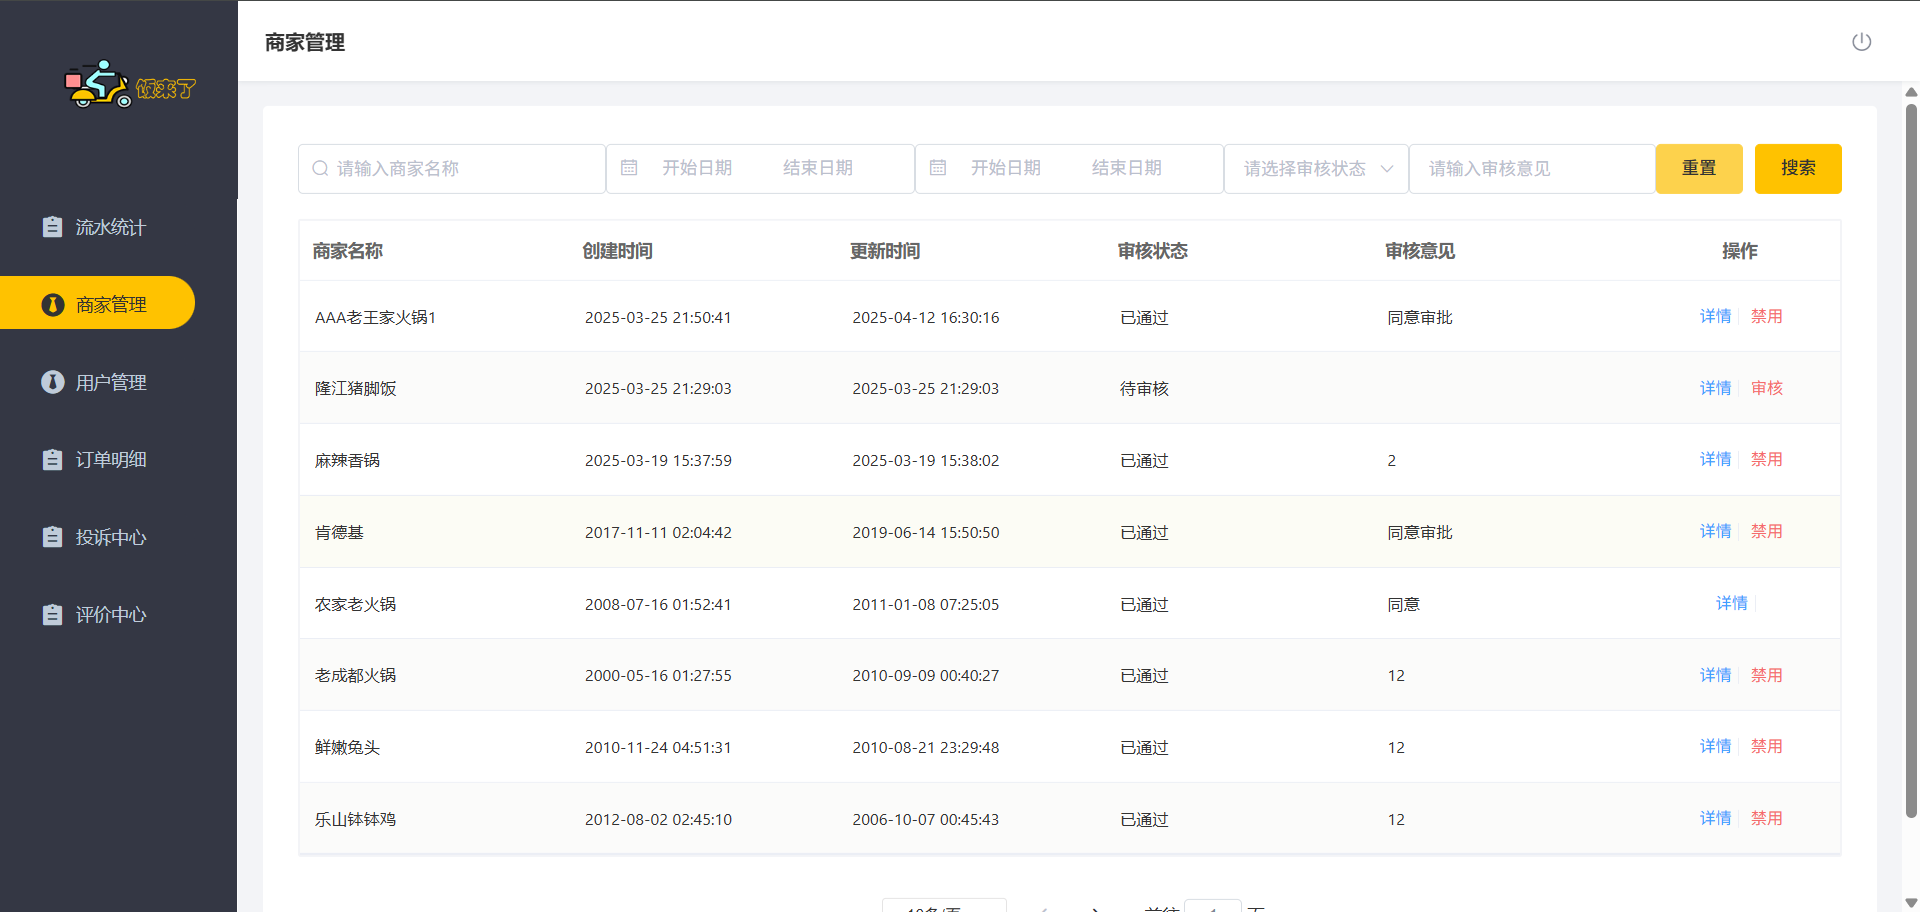 商家管理
饭来了
请输入商家名称 开始日期 结束日期 开始日期 结束日期 请选择审核状态 请输入审核意见 重置 搜索
流水统计
商家管理
用户管理
订单明细
投诉中心
评价中心
商家名称 创建时间 更新时间 审核状态 审核意见 操作
AAA老王家火锅1 2025-03-25 21:50:41 2025-04-12 16:30:16 已通过 同意审批 详情 禁用
隆江猪脚饭 2025-03-25 21:29:03 2025-03-25 21:29:03 待审核 详情 审核
麻辣香锅 2025-03-19 15:37:59 2025-03-19 15:38:02 已通过 2 详情 禁用
肯德基 2017-11-11 02:04:42 2019-06-14 15:50:50 已通过 同意审批 详情 禁用
农家老火锅 2008-07-16 01:52:41 2011-01-08 07:25:05 已通过 同意 详情
老成都火锅 2000-05-16 01:27:55 2010-09-09 00:40:27 已通过 12 详情 禁用
鲜嫩兔头 2010-11-24 04:51:31 2010-08-21 23:29:48 已通过 12 详情 禁用
乐山钵钵鸡 2012-08-02 02:45:10 2006-10-07 00:45:43 已通过 12 详情 禁用